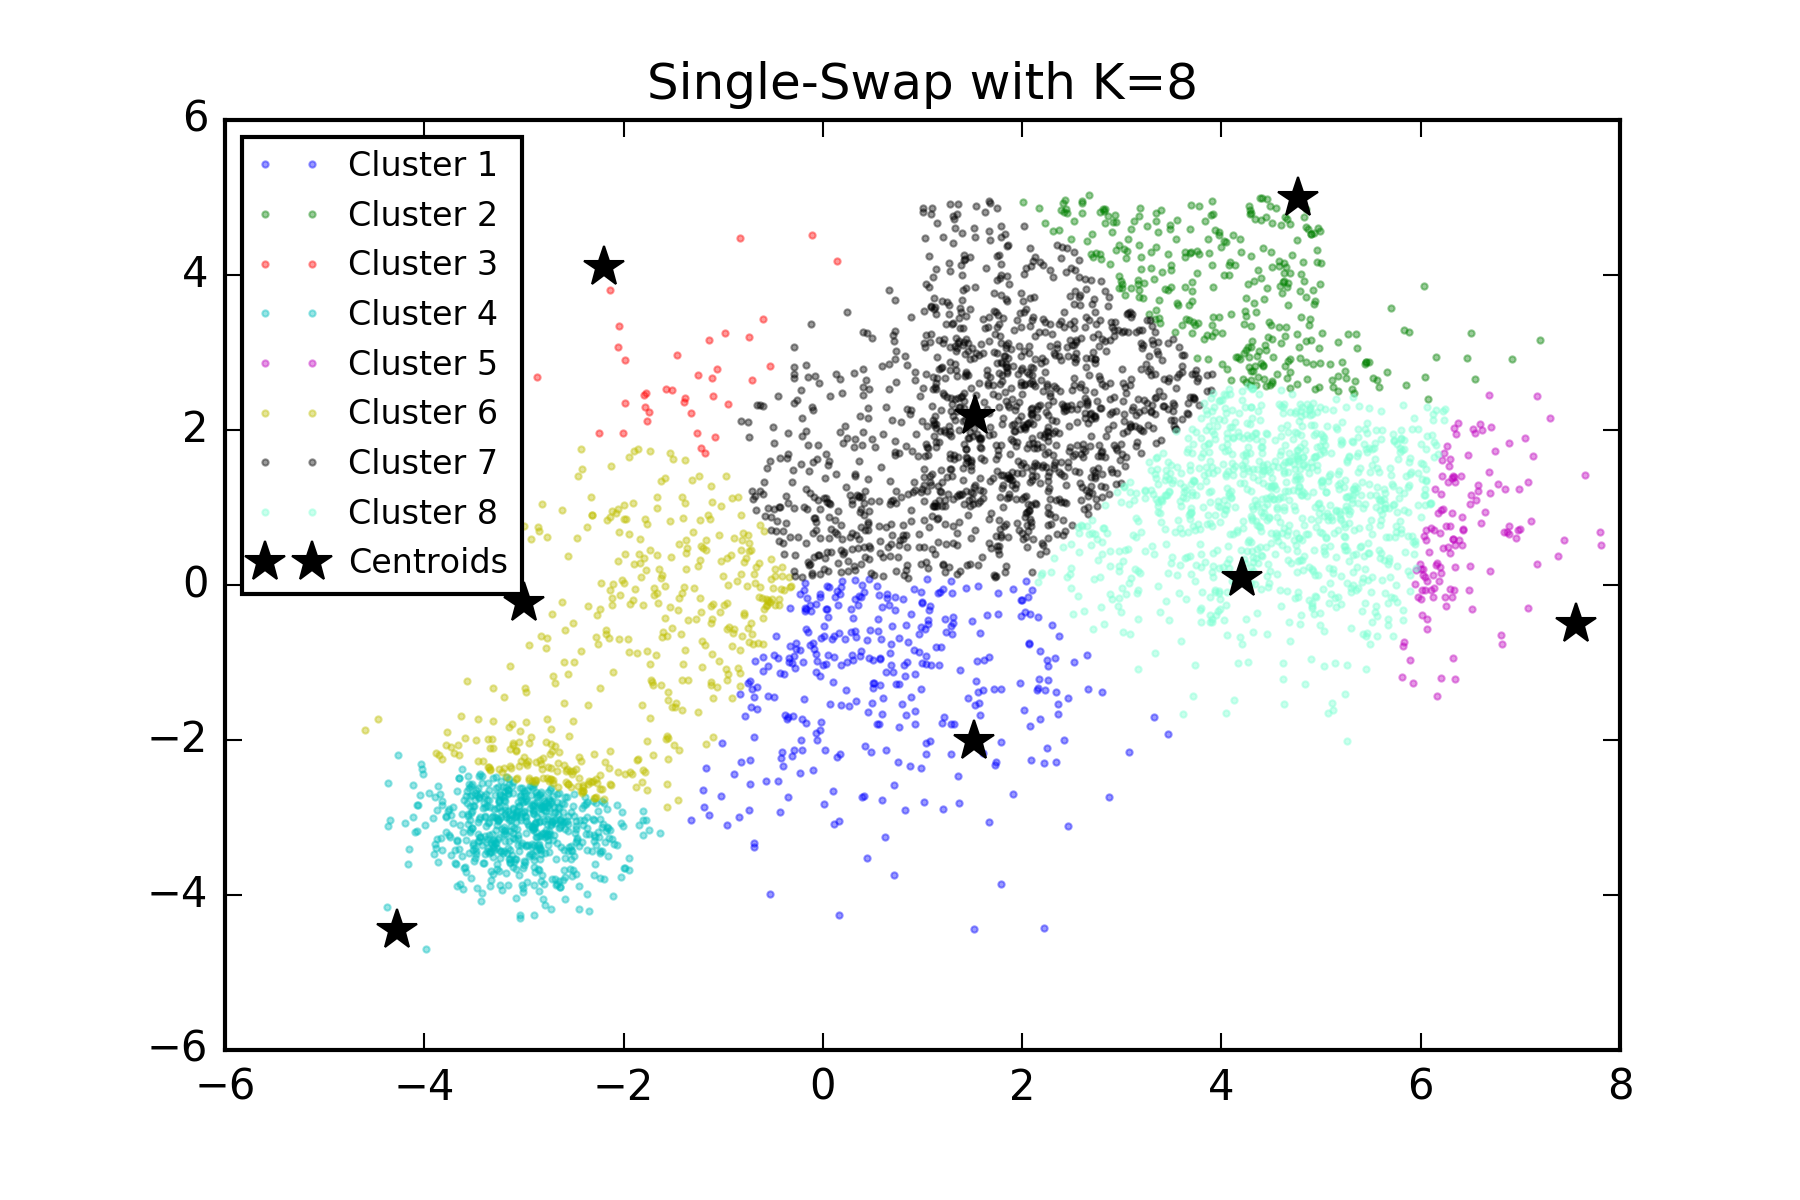 Single-Swap with K=8
6
4
2
0
−2
−4
−6
Cluster 1
Cluster 2
Cluster 3
Cluster 4
Cluster 5
Cluster 6
Cluster 7
Cluster 8
Centroids
−6 −4 −2 0 2 4 6 8